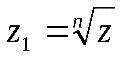 z₁ = ⁿ√z